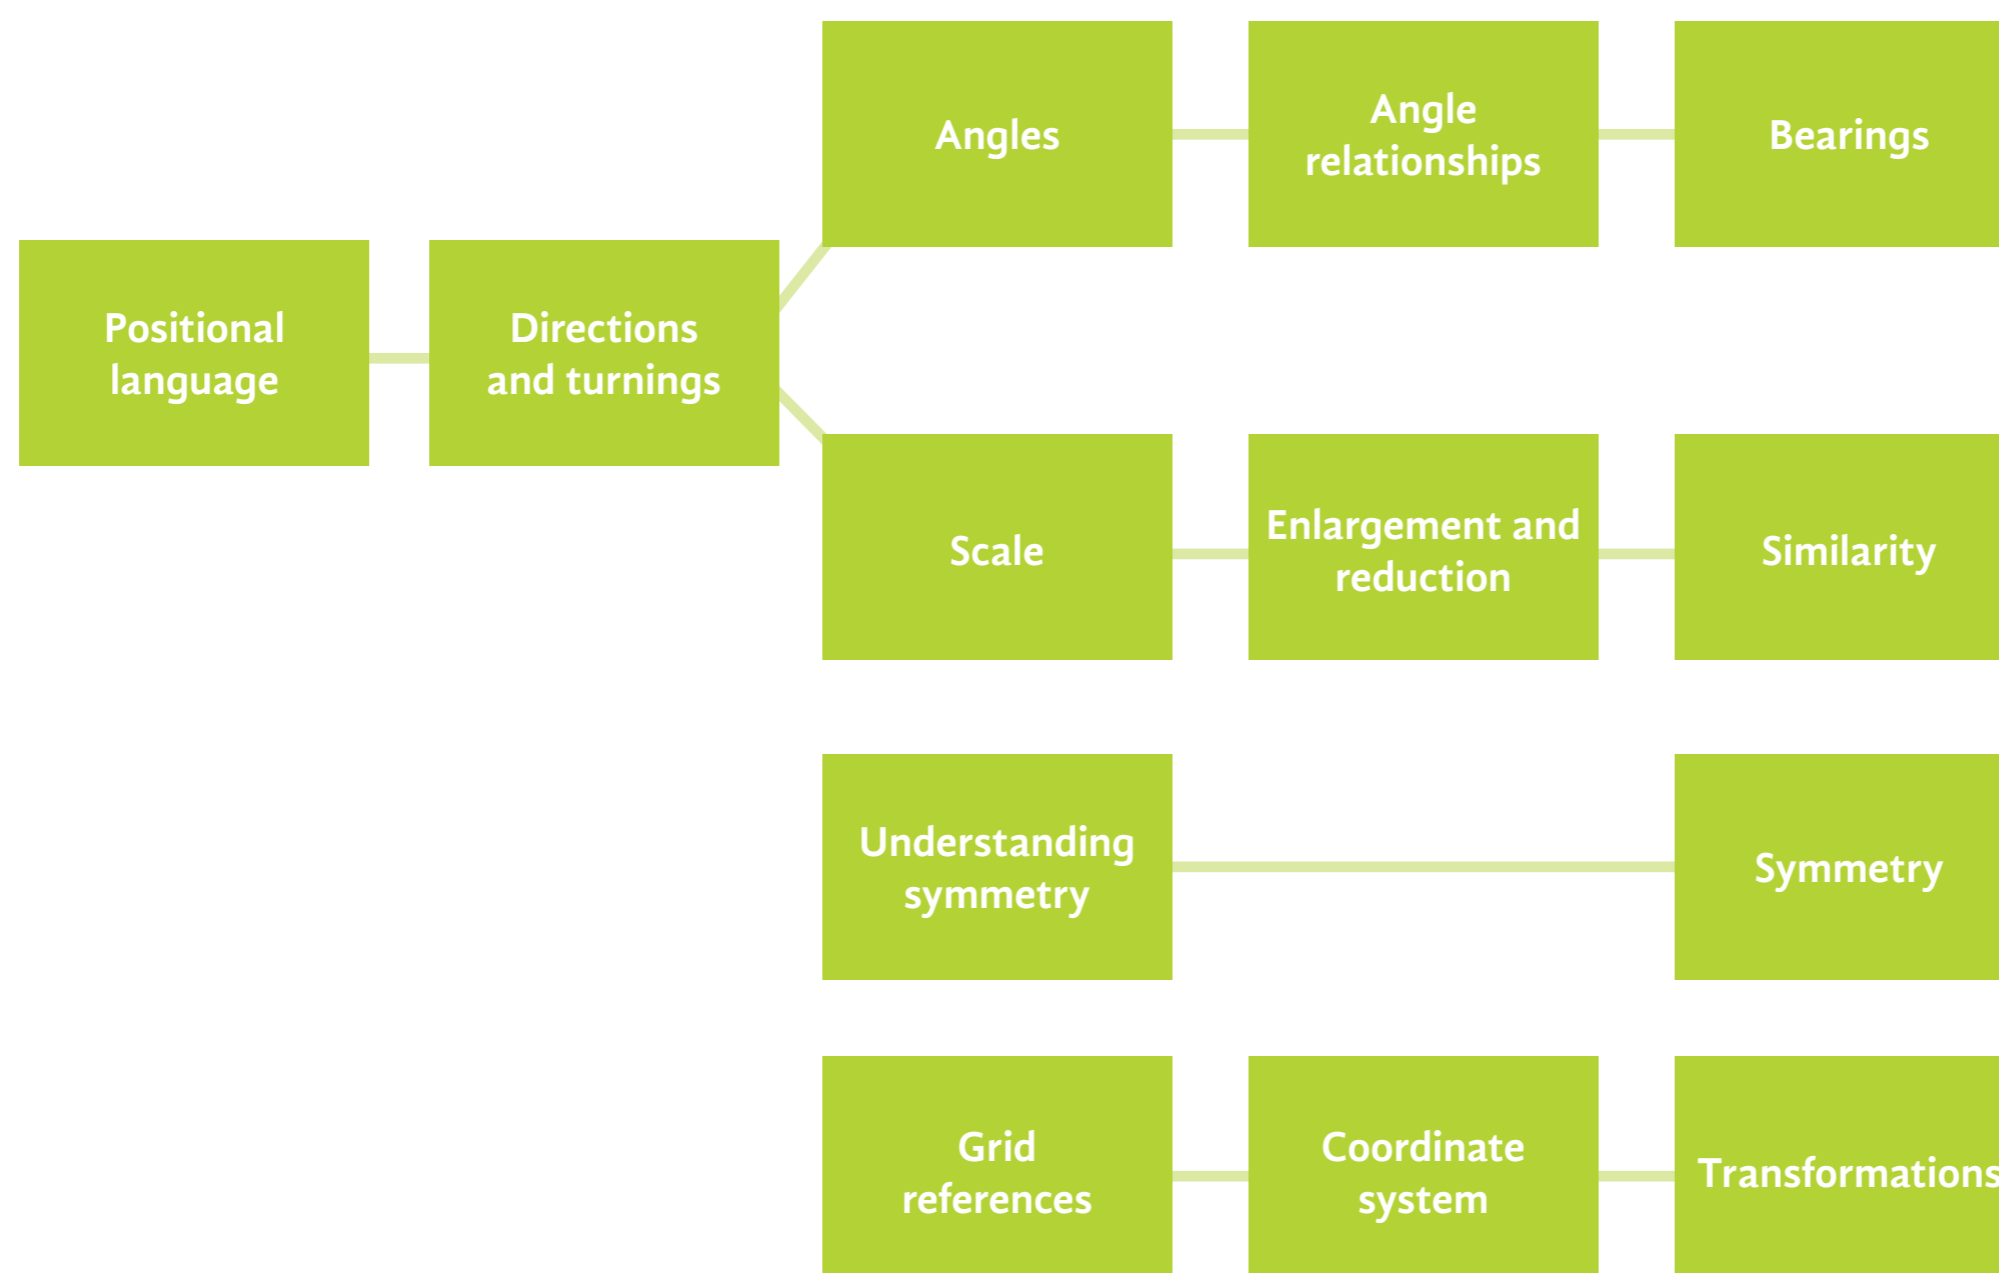 Positional
language
Directions
and turnings
Angles
Angle
relationships
Bearings
Scale
Enlargement and
reduction
Similarity
Understanding
symmetry
Symmetry
Grid
references
Coordinate
system
Transformations